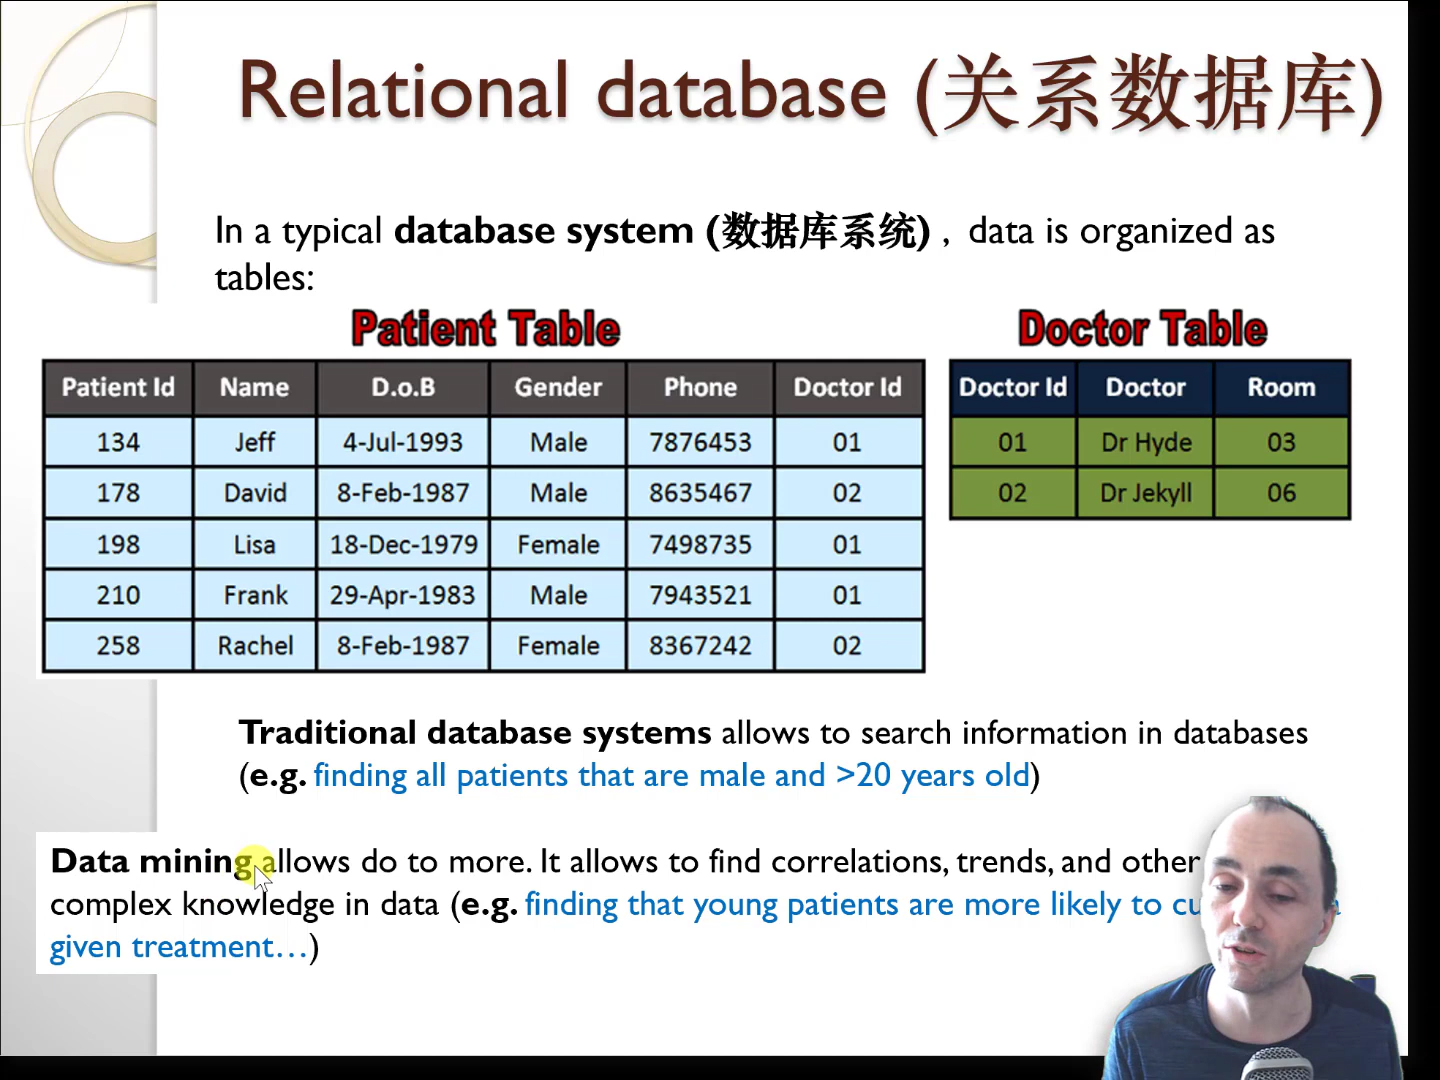 Relational database (关系数据库)
In a typical database system (数据库系统) , data is organized as
tables:
Patient Table
Patient Id Name D.o.B Gender Phone Doctor Id
134 Jeff 4-Jul-1993 Male 7876453 01
178 David 8-Feb-1987 Male 8635467 02
198 Lisa 18-Dec-1979 Female 7498735 01
210 Frank 29-Apr-1983 Male 7943521 01
258 Rachel 8-Feb-1987 Female 8367242 02
Doctor Table
Doctor Id Doctor Room
01 Dr Hyde 03
02 Dr Jekyll 06
Traditional database systems allows to search information in databases
(e.g. finding all patients that are male and >20 years old)
Data mining allows do to more. It allows to find correlations, trends, and other
complex knowledge in data (e.g. finding that young patients are more likely to
given treatment…)